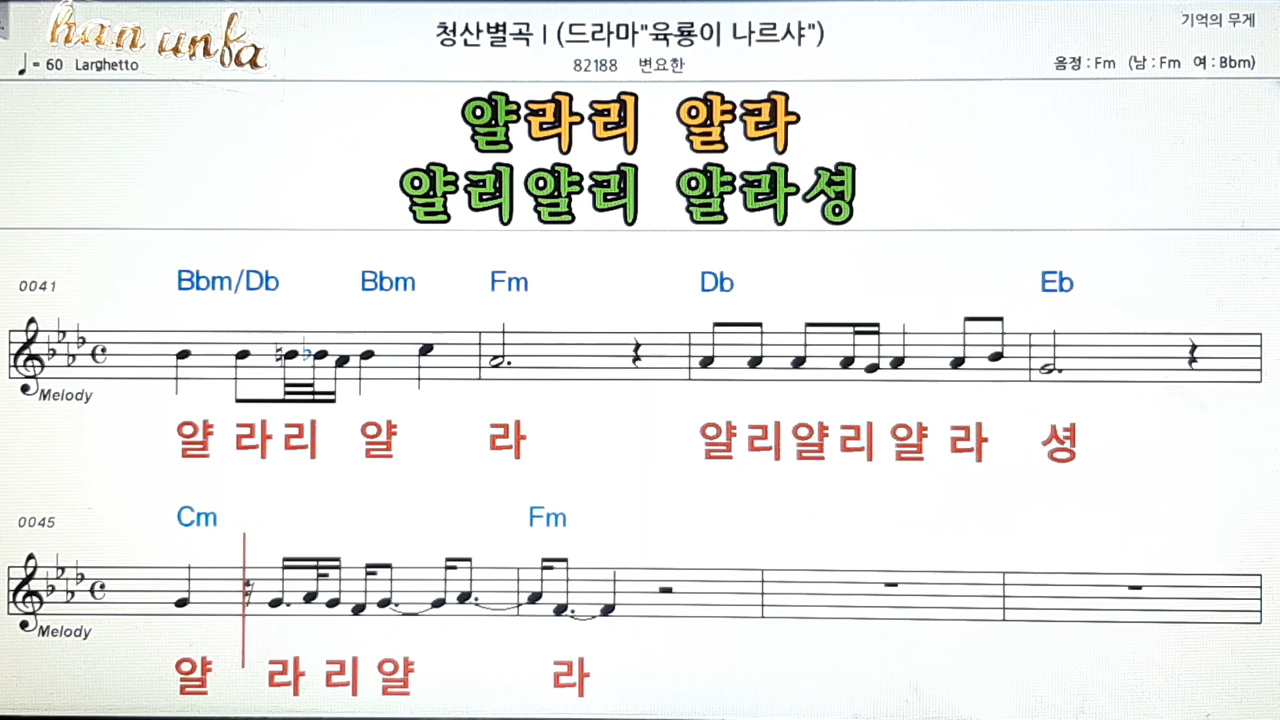 han unfa
청산별곡 I (드라마"육룡이 나르샤")
기억의 무게
♩= 60 Larghetto
82188 변요한
음정 : Fm (남 : Fm 여 : Bbm)
얄라리 얄라
얄리얄리 얄라셩
0041 Bbm/Db Bbm Fm Db Eb
Melody
얄 라 리 얄 라 얄 리 얄 리 얄 라 셩
0045 Cm Fm
Melody
얄 라 리 얄 라